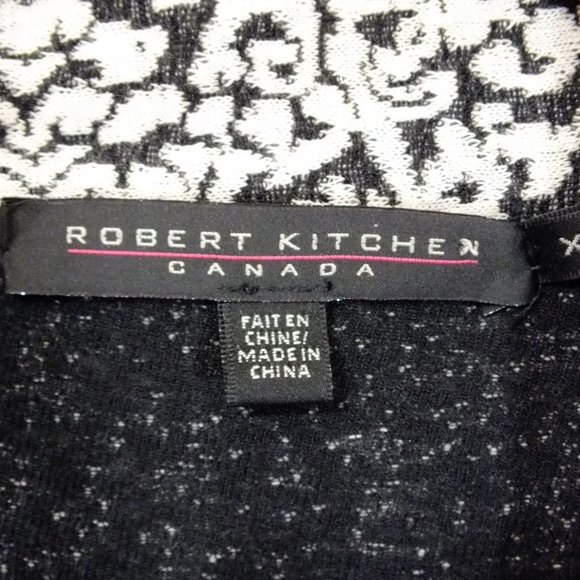 ROBERT KITCHEN
CANADA
FAIT EN
CHINE/
MADE IN
CHINA